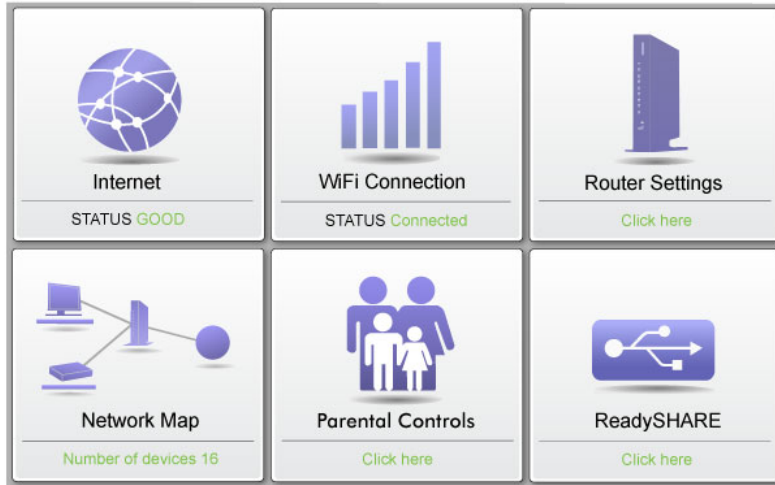 Internet
STATUS GOOD
WiFi Connection
STATUS Connected
Router Settings
Click here
Network Map
Number of devices 16
Parental Controls
Click here
ReadySHARE
Click here